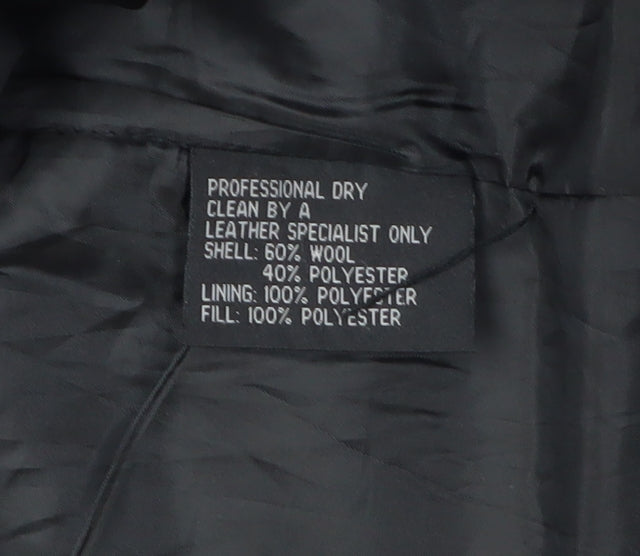 PROFESSIONAL DRY
CLEAN BY A
LEATHER SPECIALIST ONLY
SHELL: 60% WOOL
40% POLYESTER
LINING: 100% POLYESTER
FILL: 100% POLYESTER